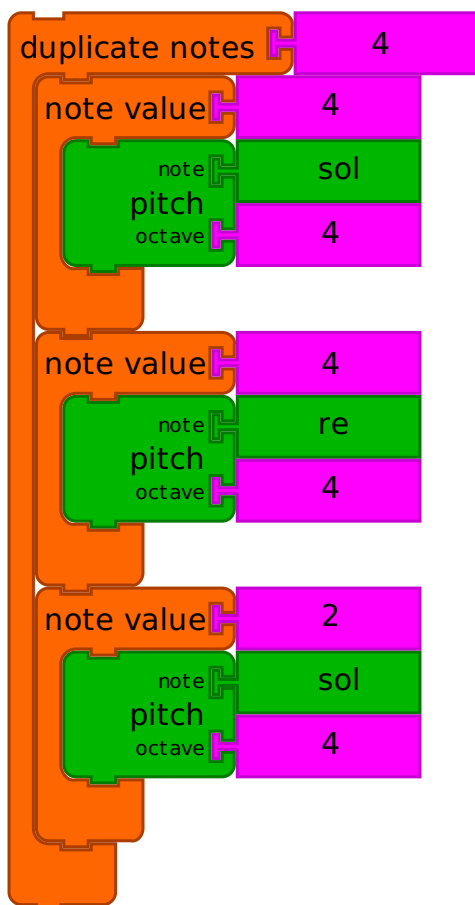 duplicate notes 4
note value 4
note sol
pitch
octave 4
note value 4
note re
pitch
octave 4
note value 2
note sol
pitch
octave 4